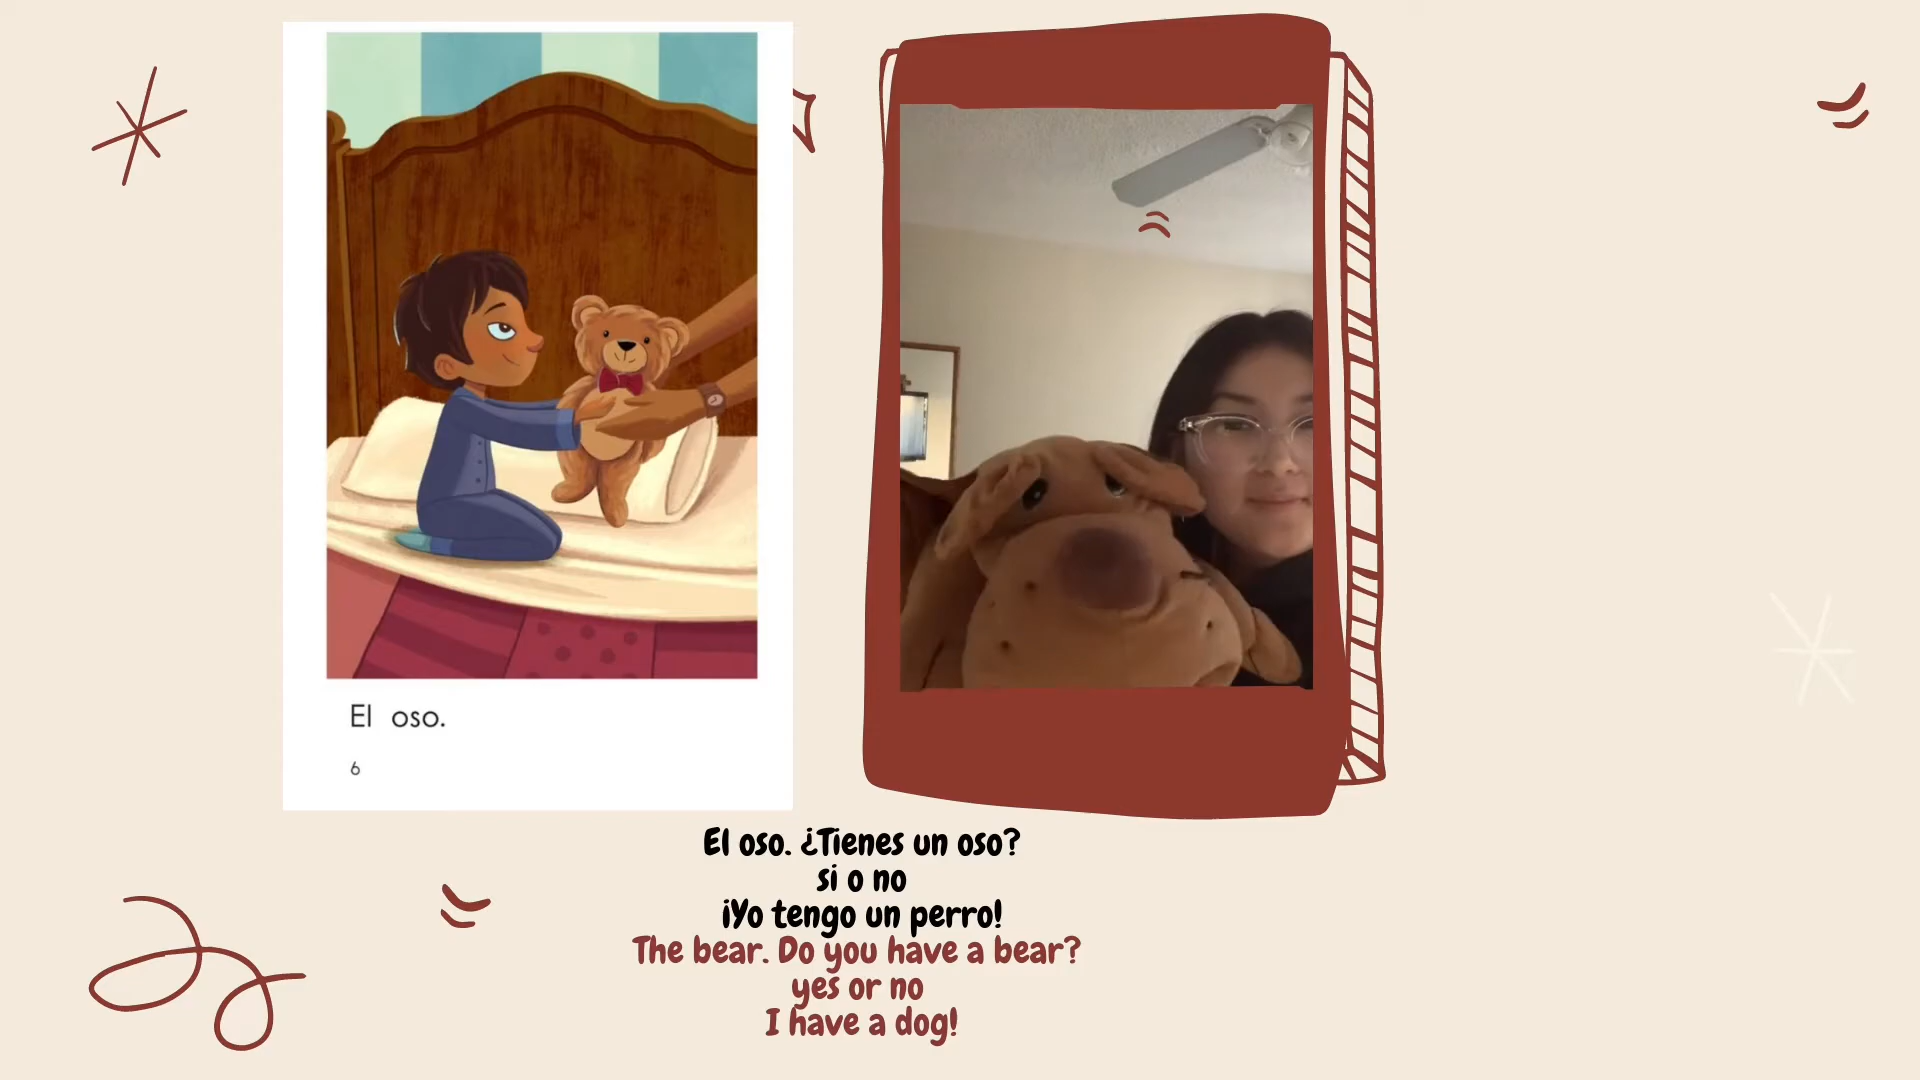 El oso.
6
El oso. ¿Tienes un oso?
si o no
¡Yo tengo un perro!
The bear. Do you have a bear?
yes or no
I have a dog!